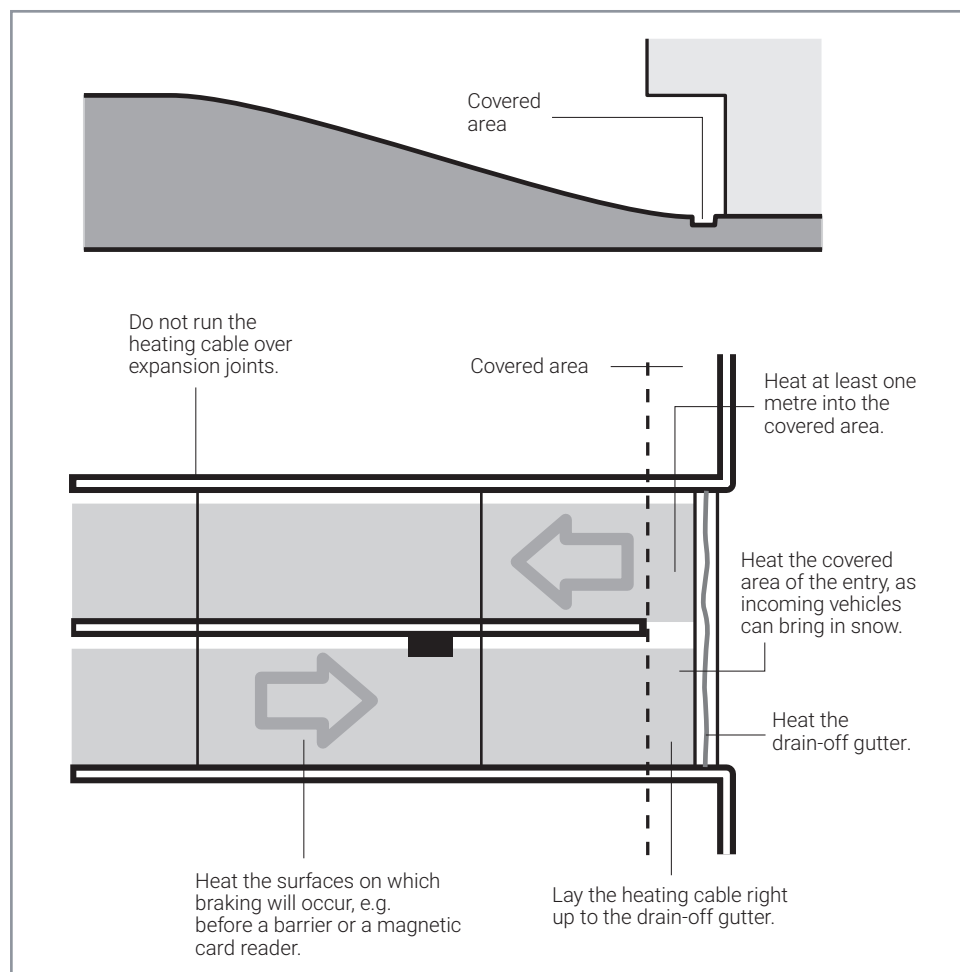 Covered
area
Do not run the
heating cable over
expansion joints.
Covered area
Heat at least one
metre into the
covered area.
Heat the covered
area of the entry, as
incoming vehicles
can bring in snow.
Heat the
drain-off gutter.
Heat the surfaces on which
braking will occur, e.g.
before a barrier or a magnetic
card reader.
Lay the heating cable right
up to the drain-off gutter.